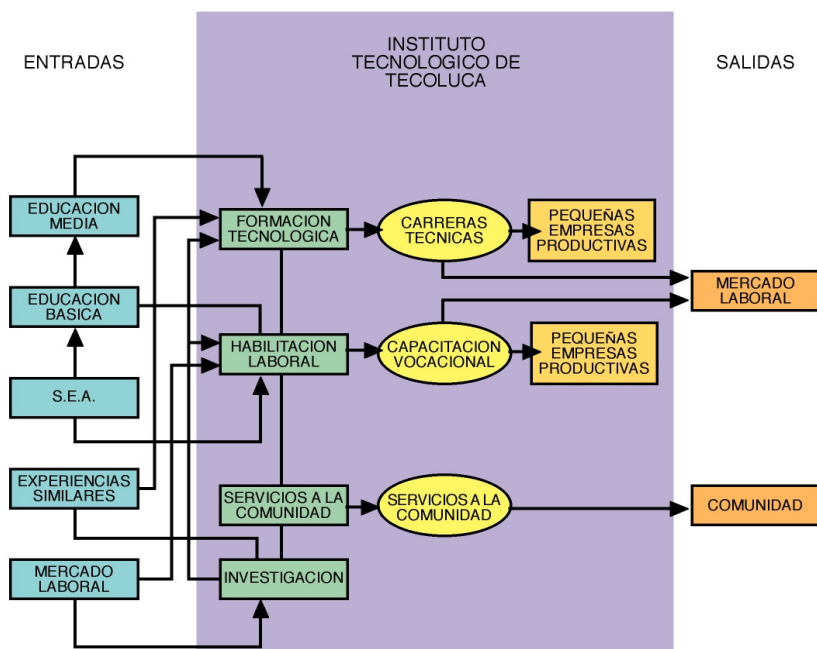 ENTRADAS
INSTITUTO
TECNOLOGICO DE
TECOLUCA
SALIDAS
EDUCACION
MEDIA
FORMACION
TECNOLOGICA
CARRERAS
TECNICAS
PEQUEÑAS
EMPRESAS
PRODUCTIVAS
MERCADO
LABORAL
EDUCACION
BASICA
HABILITACION
LABORAL
CAPACITACION
VOCACIONAL
PEQUEÑAS
EMPRESAS
PRODUCTIVAS
S.E.A.
EXPERIENCIAS
SIMILARES
SERVICIOS A LA
COMUNIDAD
SERVICIOS A LA
COMUNIDAD
COMUNIDAD
MERCADO
LABORAL
INVESTIGACION